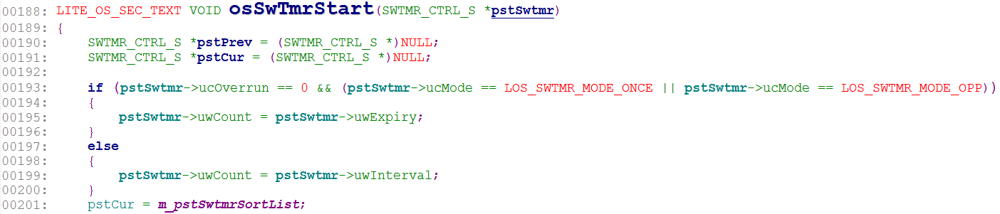 00188: LITE_OS_SEC_TEXT VOID osSwTmrStart(SWTMR_CTRL_S *pstSwtmr)
00189: {
00190:     SWTMR_CTRL_S *pstPrev = (SWTMR_CTRL_S *)NULL;
00191:     SWTMR_CTRL_S *pstCur = (SWTMR_CTRL_S *)NULL;
00192:
00193:     if (pstSwtmr->ucOverrun == 0 && (pstSwtmr->ucMode == LOS_SWTMR_MODE_ONCE || pstSwtmr->ucMode == LOS_SWTMR_MODE_OPP))
00194:     {
00195:         pstSwtmr->uwCount = pstSwtmr->uwExpiry;
00196:     }
00197:     else
00198:     {
00199:         pstSwtmr->uwCount = pstSwtmr->uwInterval;
00200:     }
00201:     pstCur = m_pstSwtmrSortList;